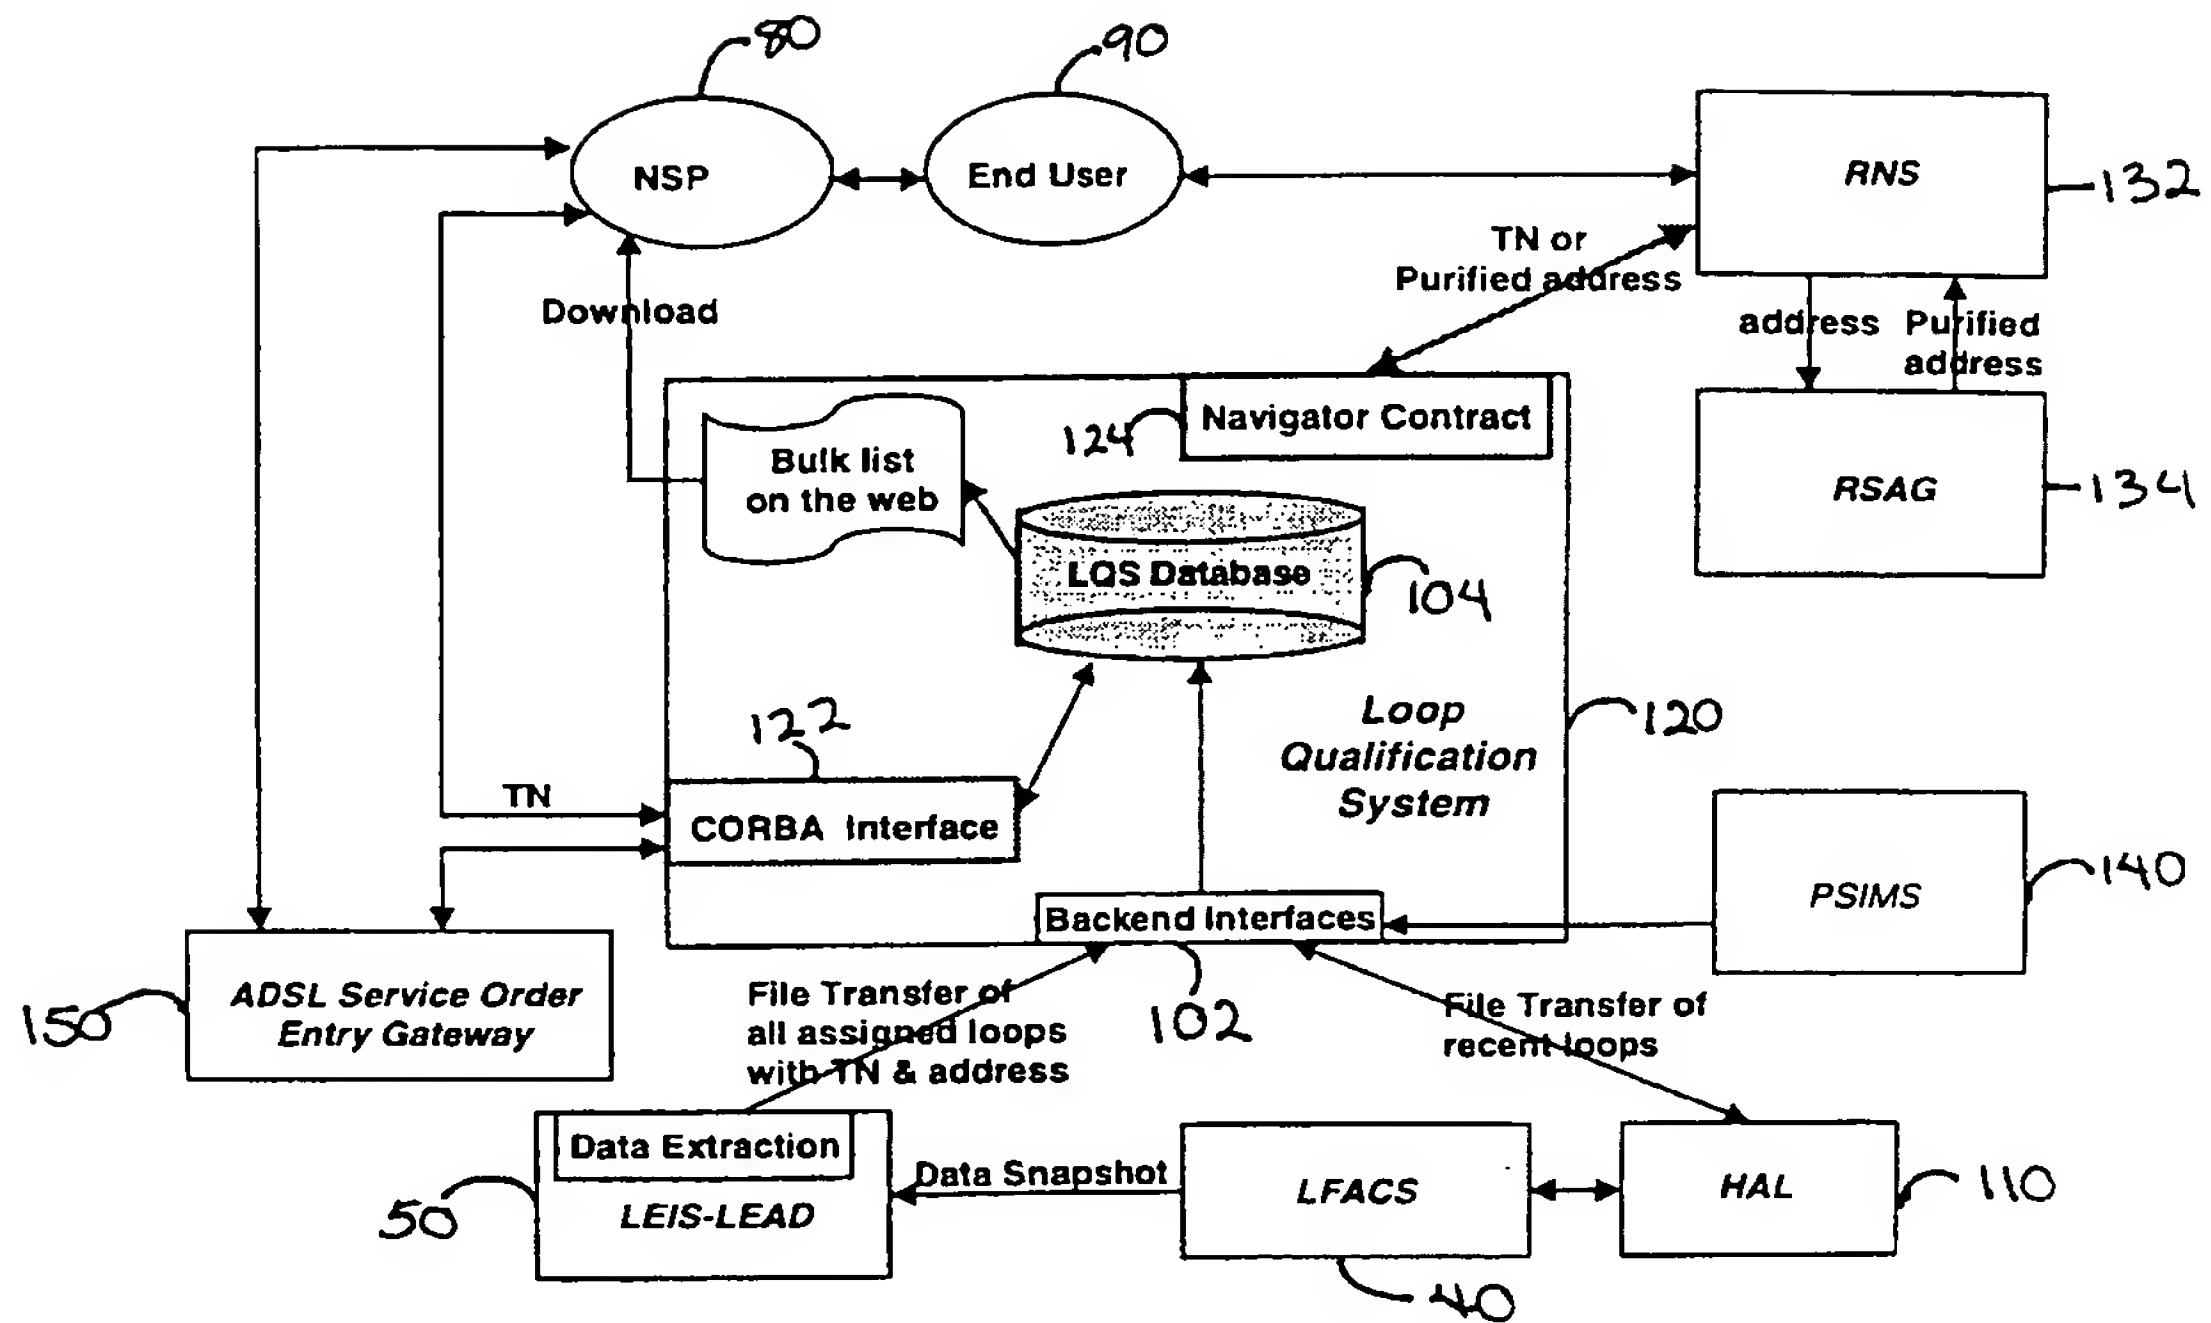 80
90
NSP
End User
RNS
132
TN or
Purified address
Download
address
Purified
address
Navigator Contract
124
Bulk list
on the web
RSAG
134
LQS Database
104
Loop
Qualification
System
120
122
TN
CORBA Interface
PSIMS
140
Backend Interfaces
102
ADSL Service Order
Entry Gateway
150
File Transfer of
all assigned loops
with TN & address
File Transfer of
recent loops
Data Extraction
LEIS-LEAD
50
Data Snapshot
LFACS
40
HAL
110